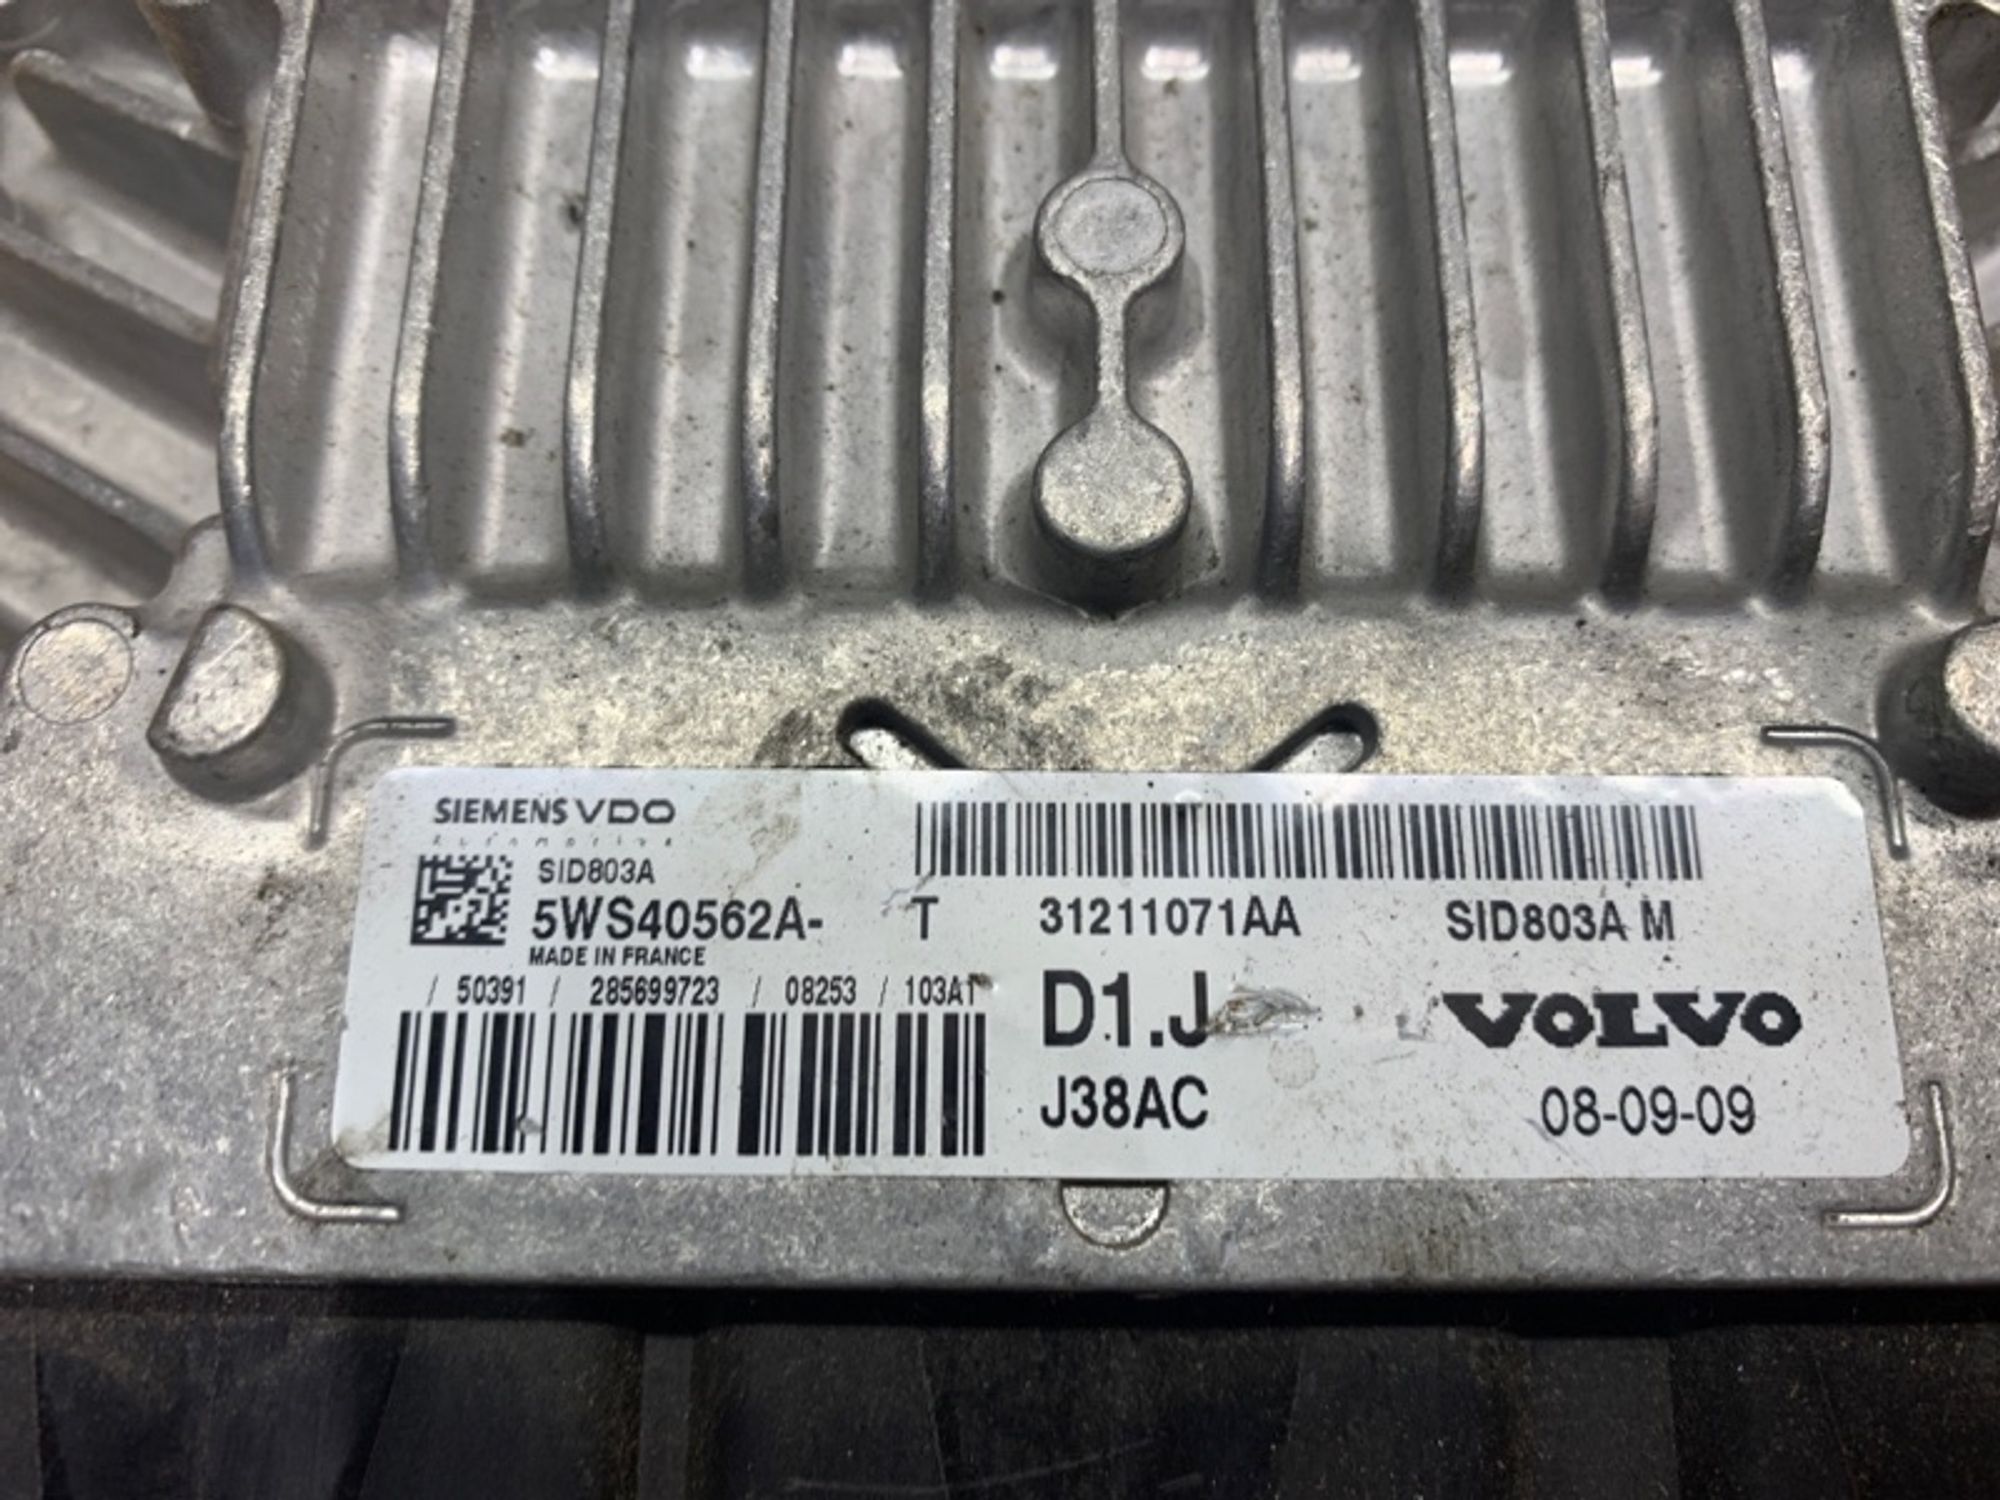 SIEMENS VDO
Automotive
SID803A
5WS40562A- T
MADE IN FRANCE
/ 50391 / 285699723 / 08253 / 103A1
31211071AA SID803A M
D1.J VOLVO
J38AC 08-09-09